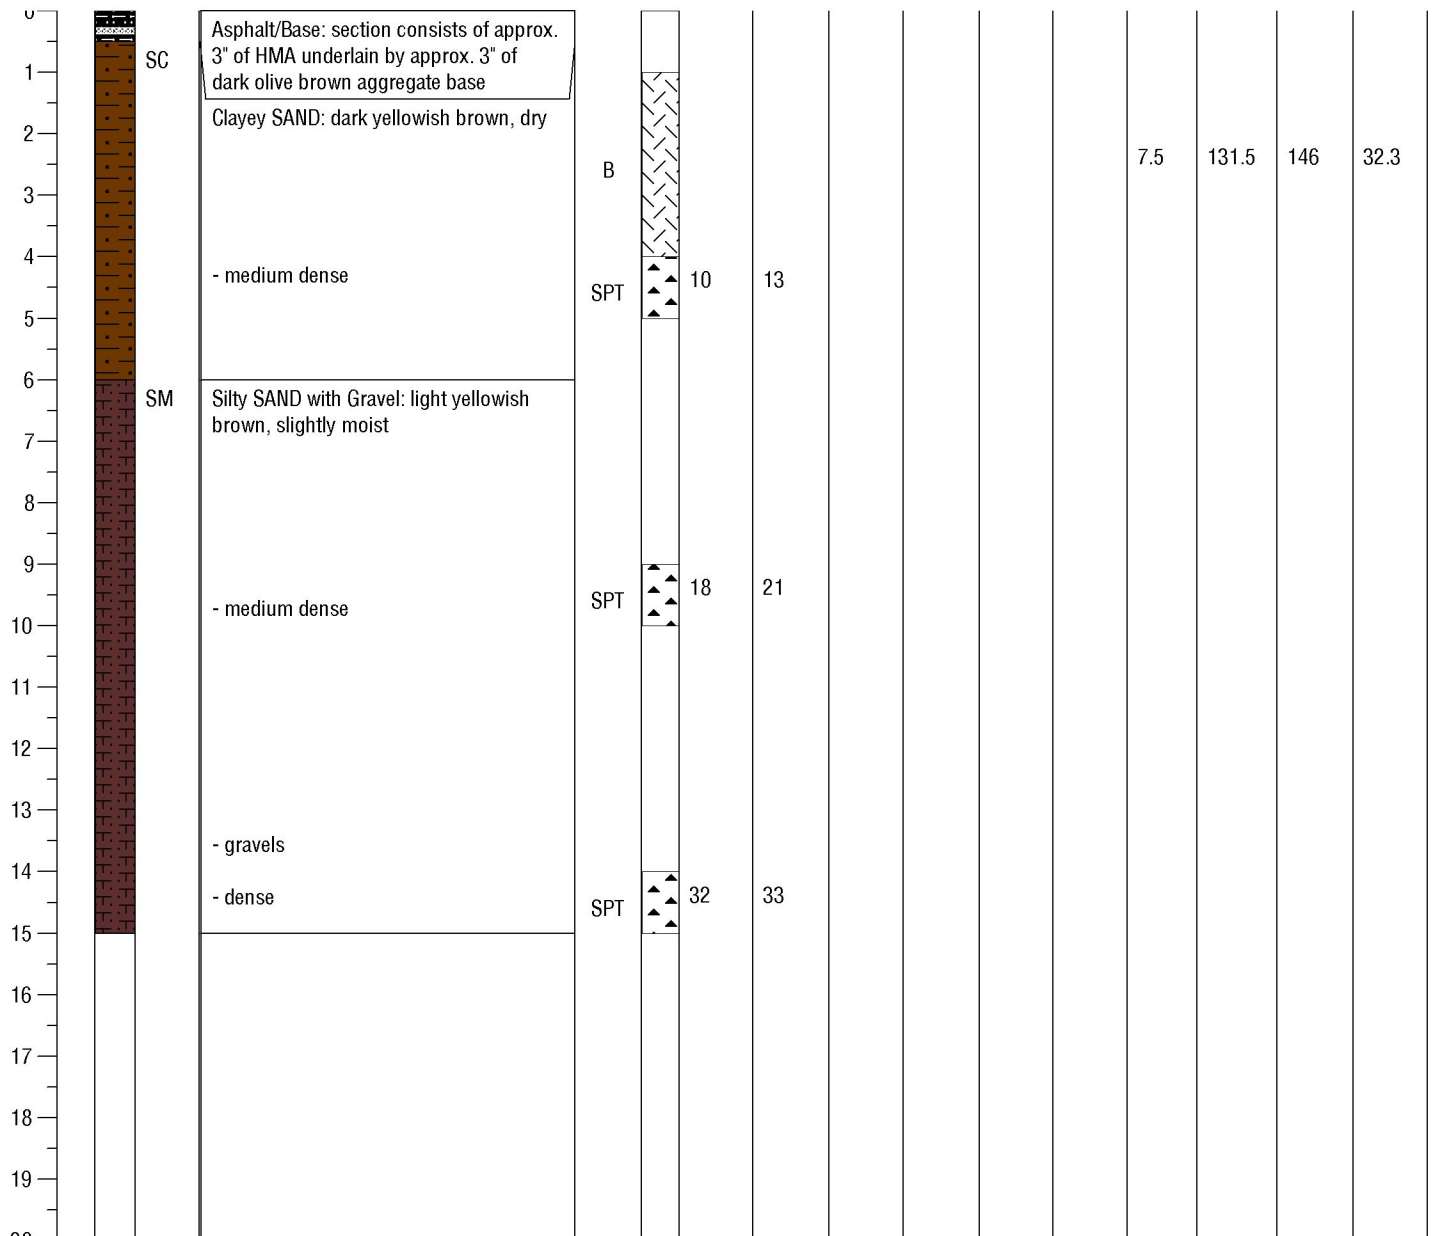 0
Asphalt/Base: section consists of approx.
3" of HMA underlain by approx. 3" of
dark olive brown aggregate base
SC
1
Clayey SAND: dark yellowish brown, dry
2
B
7.5 131.5 146 32.3
3
4
- medium dense
SPT 10 13
5
6
SM
Silty SAND with Gravel: light yellowish
brown, slightly moist
7
8
9
SPT 18 21
- medium dense
10
11
12
13
- gravels
14
- dense
SPT 32 33
15
16
17
18
19